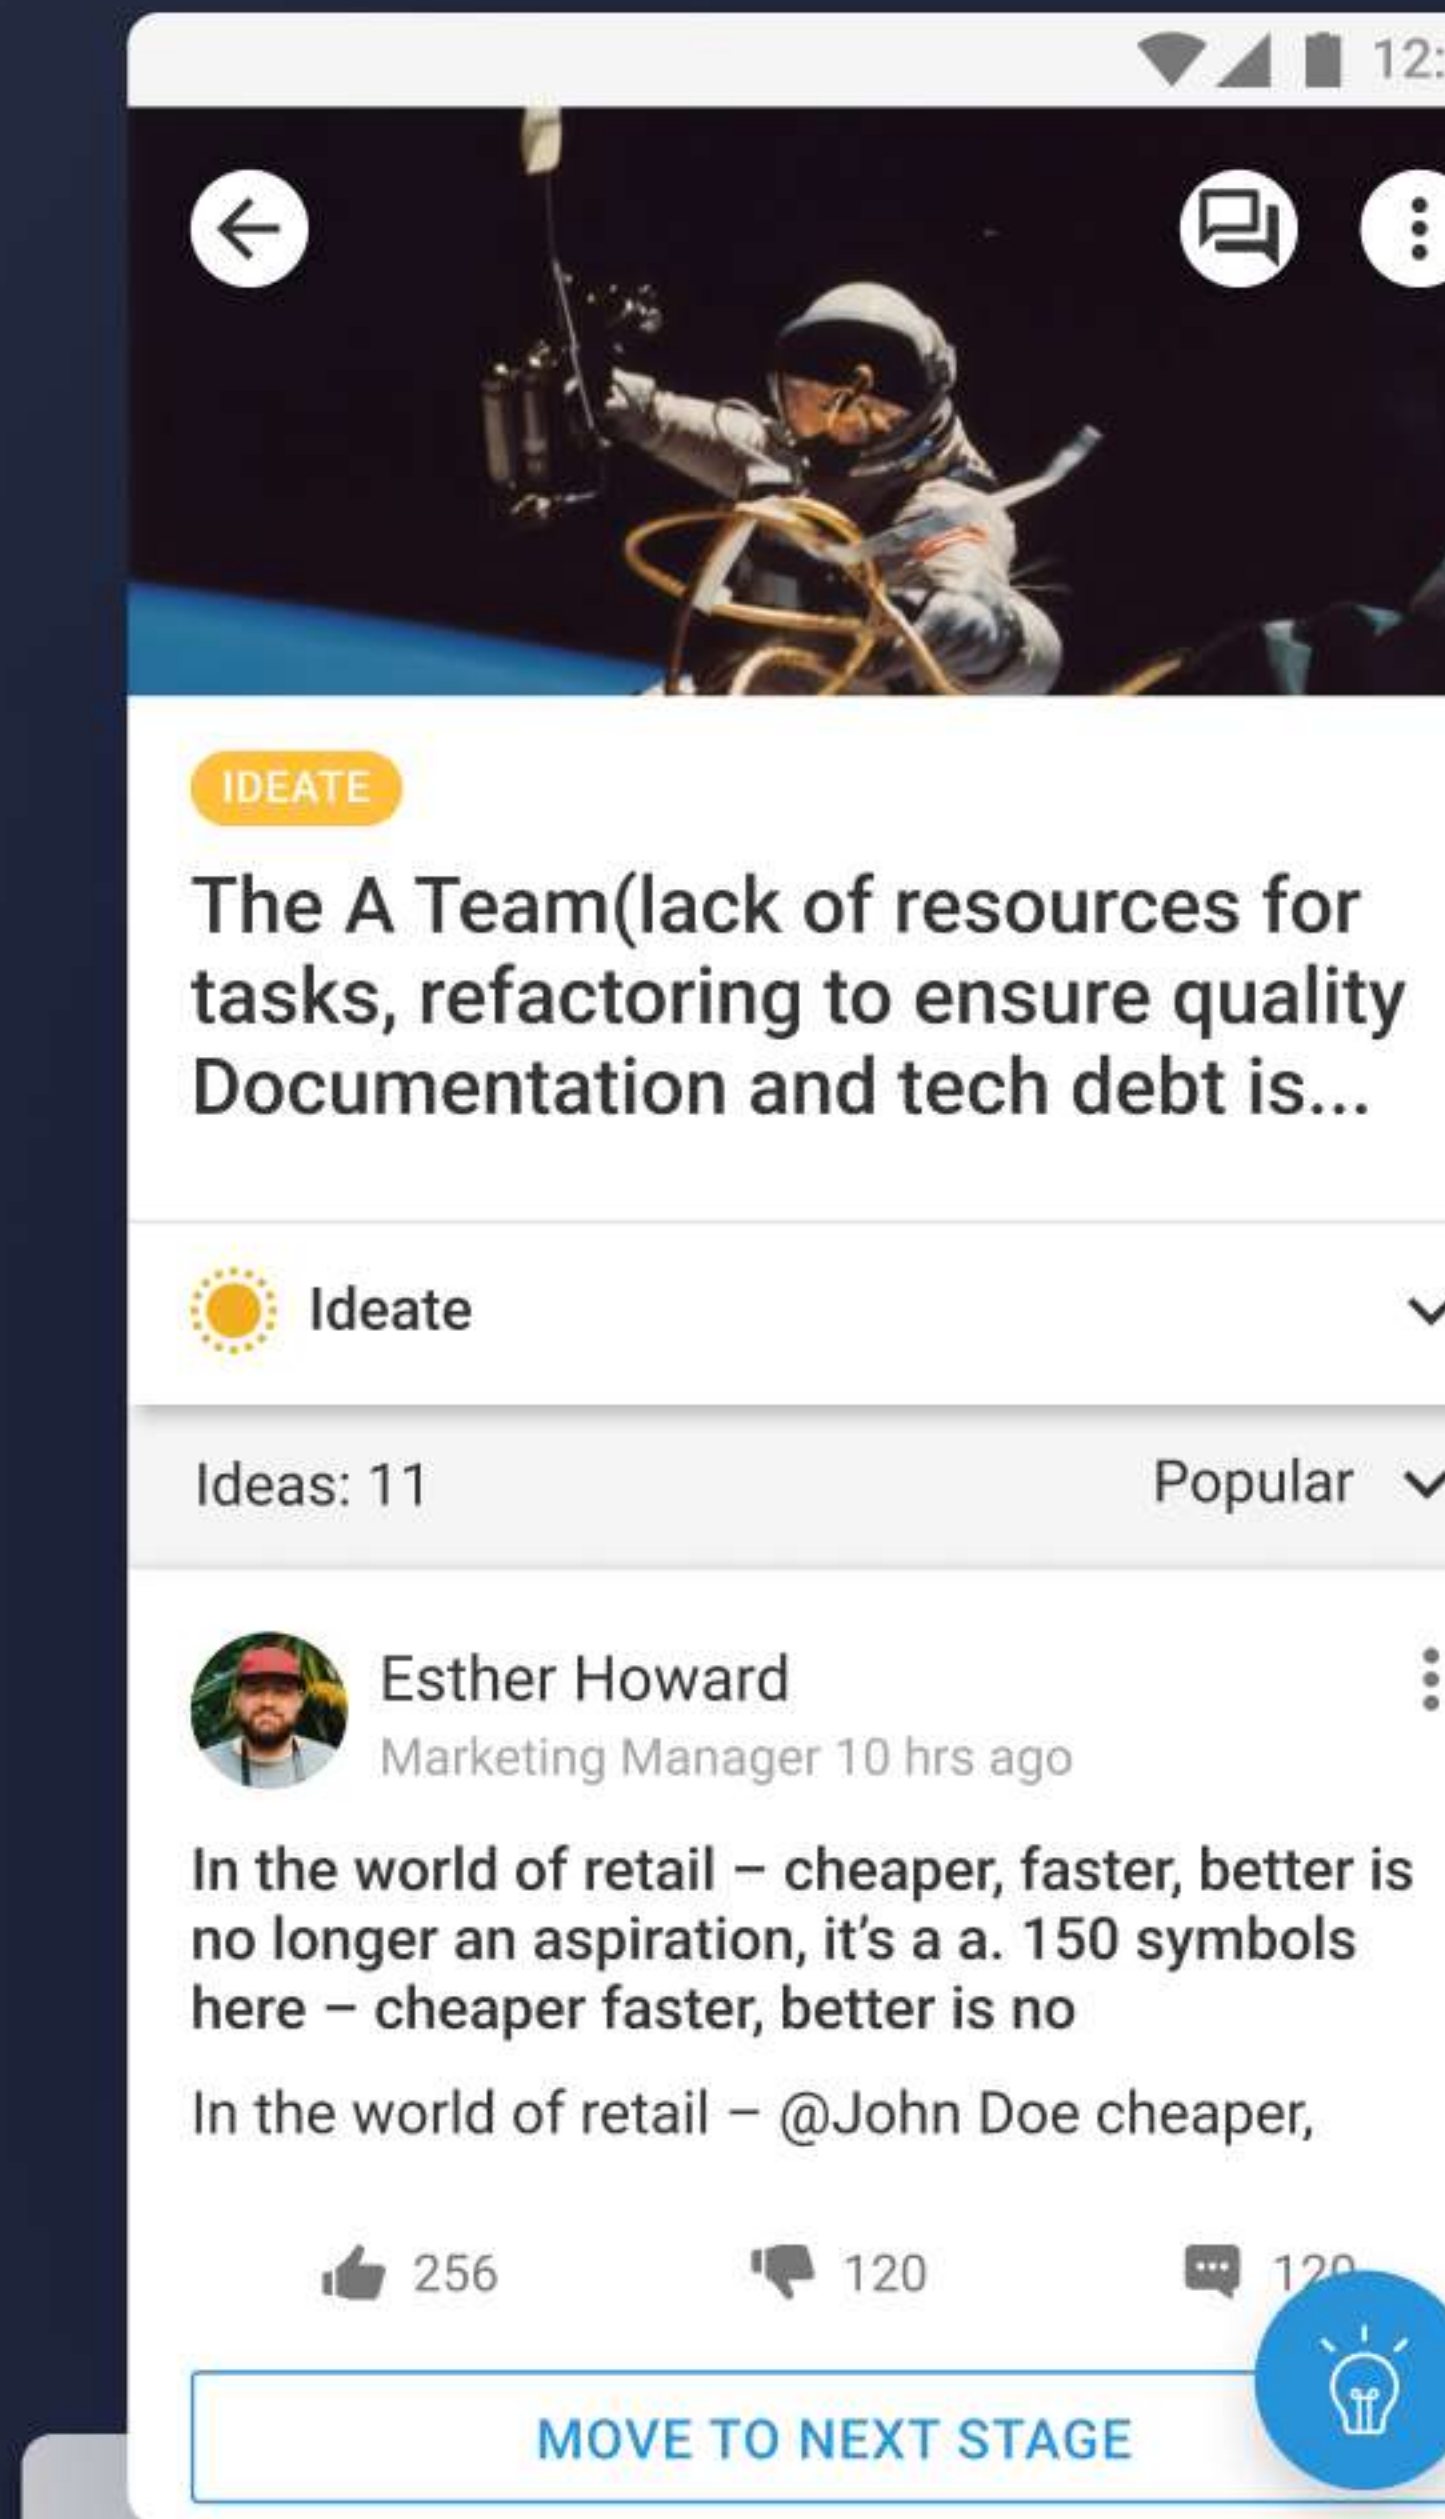 12:
IDEATE
The A Team(lack of resources for
tasks, refactoring to ensure quality
Documentation and tech debt is...
Ideate
Ideas: 11
Popular
Esther Howard
Marketing Manager 10 hrs ago
In the world of retail – cheaper, faster, better is
no longer an aspiration, it’s a a. 150 symbols
here – cheaper faster, better is no
In the world of retail – @John Doe cheaper,
256
120
120
MOVE TO NEXT STAGE